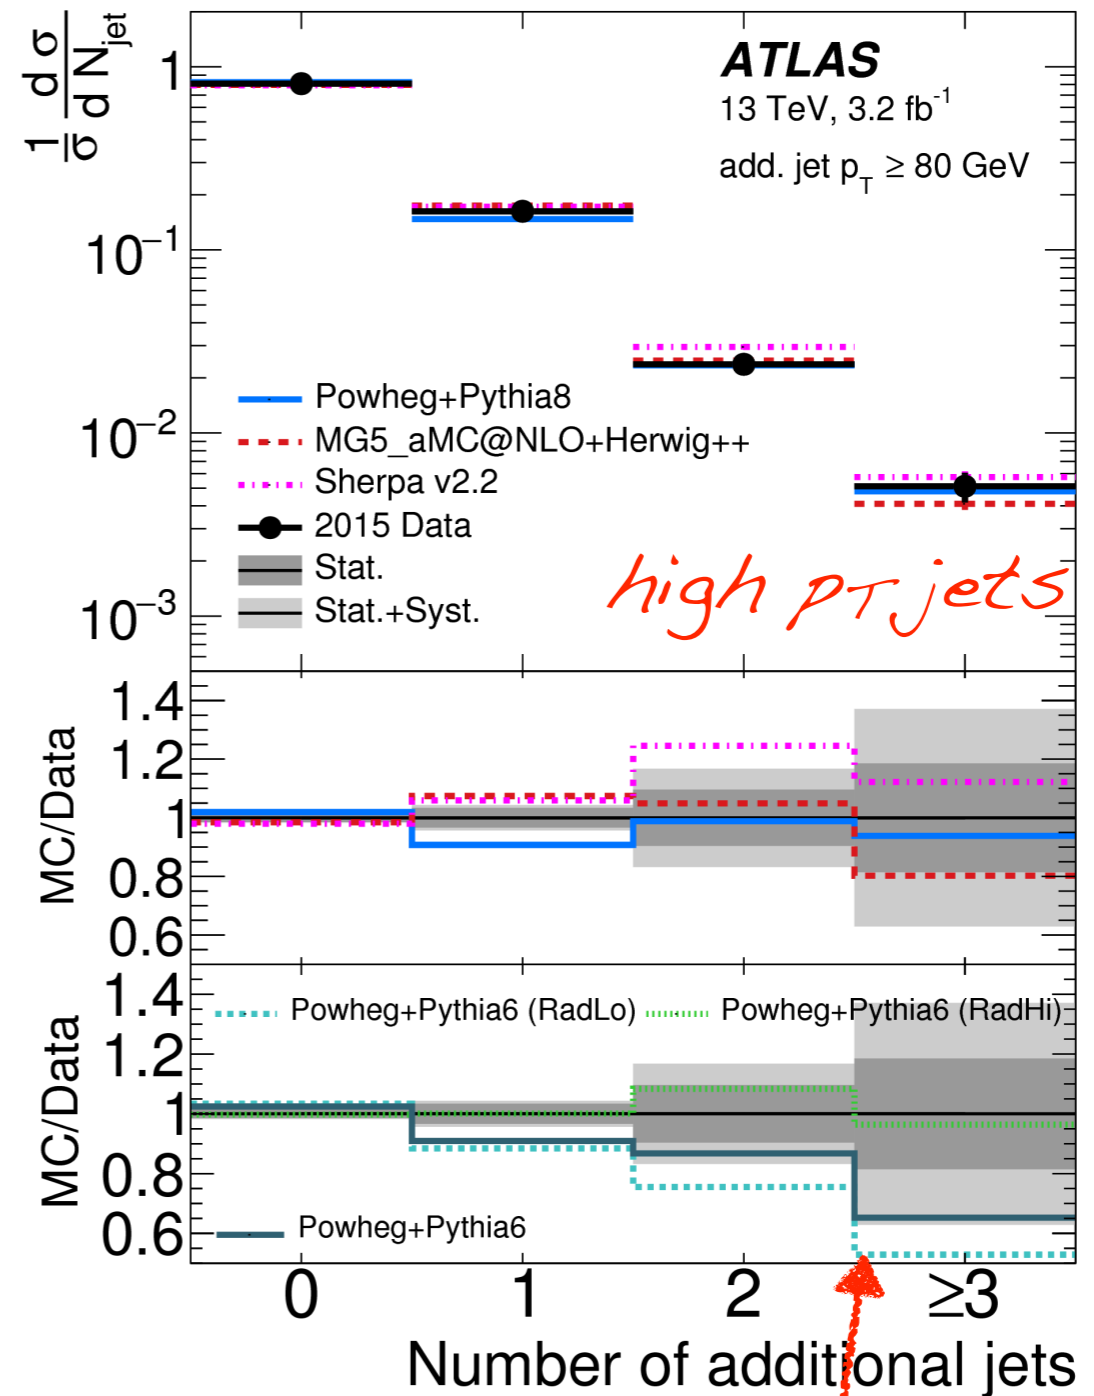 1/σ d σ/d N_jet
ATLAS
13 TeV, 3.2 fb⁻¹
add. jet p_T ≥ 80 GeV
1
10⁻¹
10⁻²
10⁻³
Powheg+Pythia8
MG5_aMC@NLO+Herwig++
Sherpa v2.2
2015 Data
Stat.
Stat.+Syst.
high pT jets
MC/Data
1.4
1.2
1
0.8
0.6
MC/Data
1.4
1.2
1
0.8
0.6
Powheg+Pythia6 (RadLo) Powheg+Pythia6 (RadHi)
Powheg+Pythia6
0 1 2 ≥3
Number of additional jets